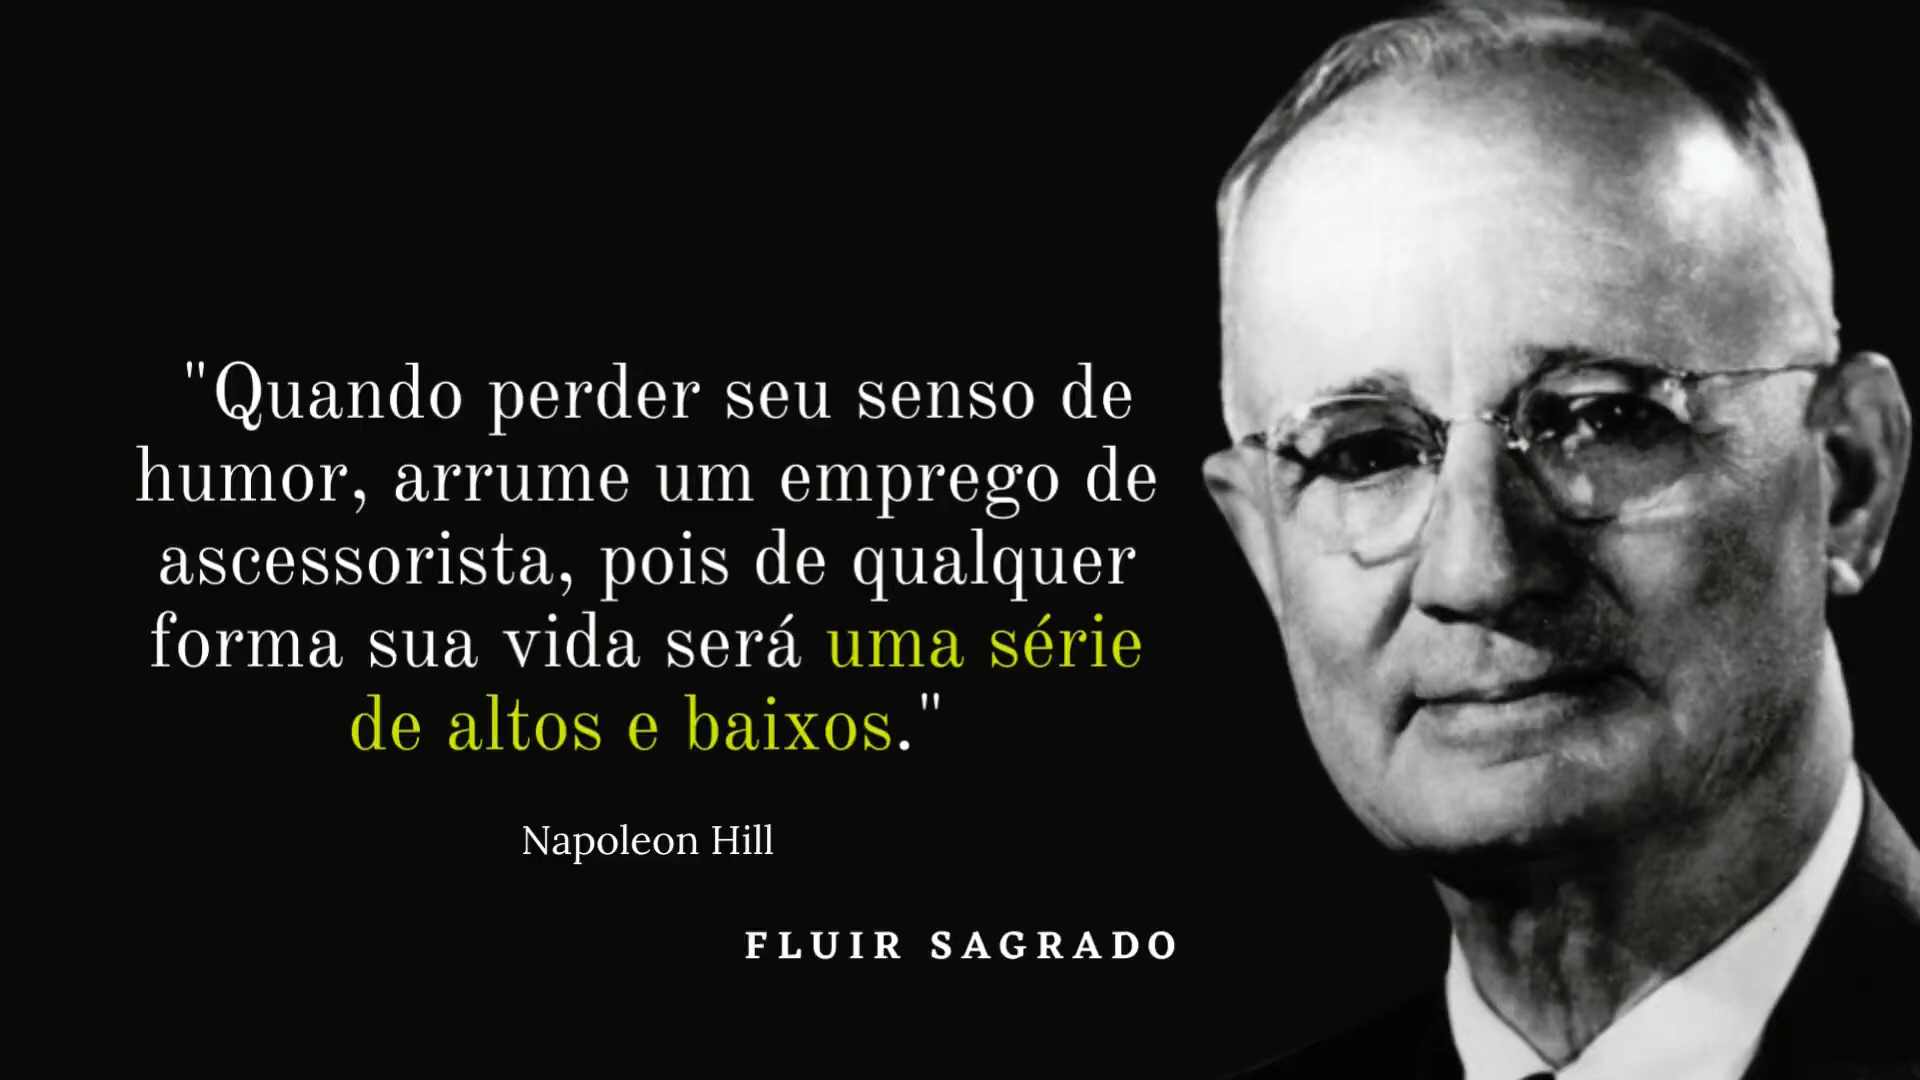 "Quando perder seu senso de
humor, arrume um emprego de
ascessorista, pois de qualquer
forma sua vida será uma série
de altos e baixos."
Napoleon Hill
FLUIR SAGRADO